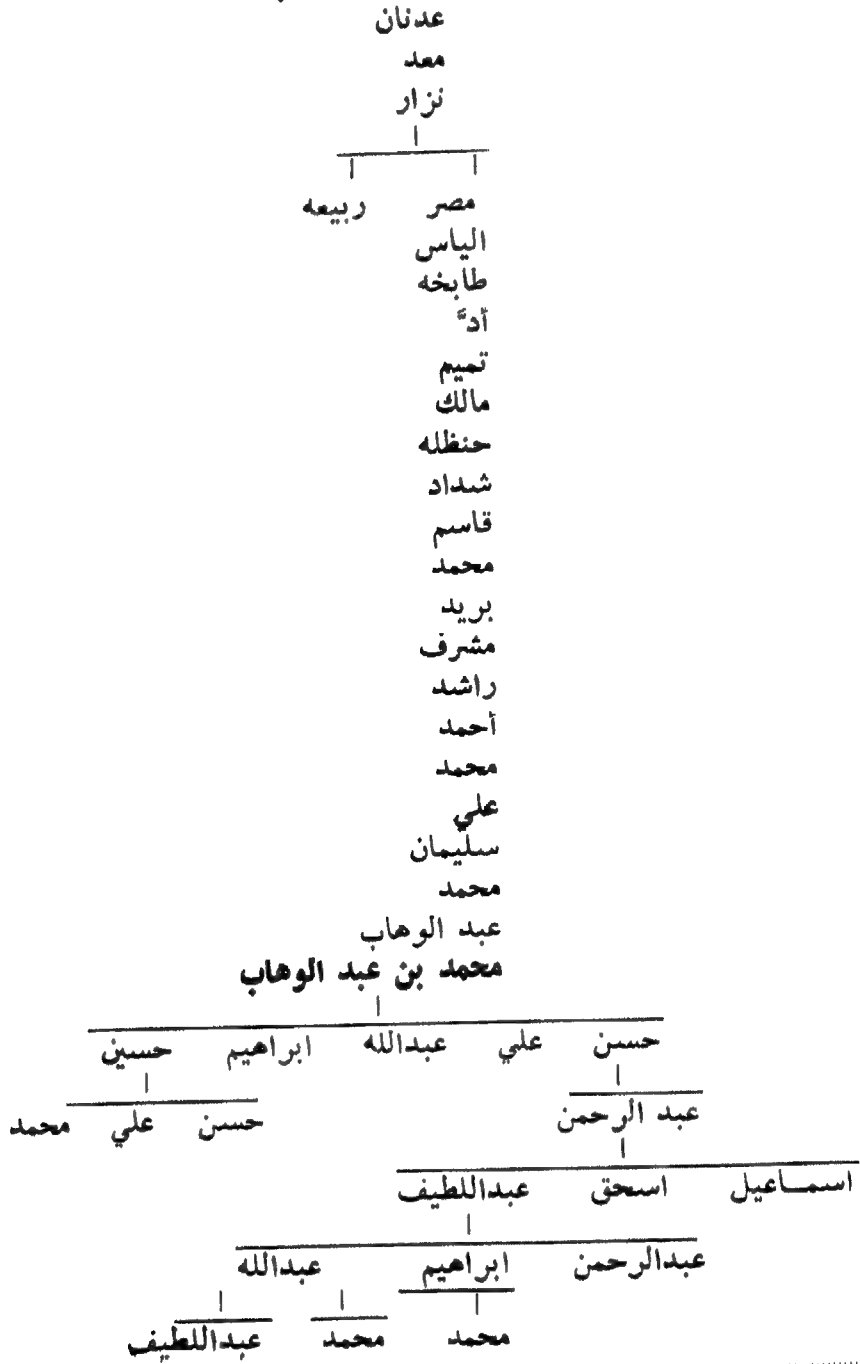 عدنان
معد
نزار
مصر ربيعه
الياس
طابخه
أدَّ
تميم
مالك
حنظله
شداد
قاسم
محمد
بريد
مشرف
راشد
أحمد
محمد
علي
سليمان
محمد
عبد الوهاب
محمد بن عبد الوهاب
حسن علي عبدالله ابراهيم حسين
عبد الرحمن حسن علي محمد
اسمـاعيل اسحق عبداللطيف
عبدالرحمن ابراهيم عبدالله
محمد محمد عبداللطيف